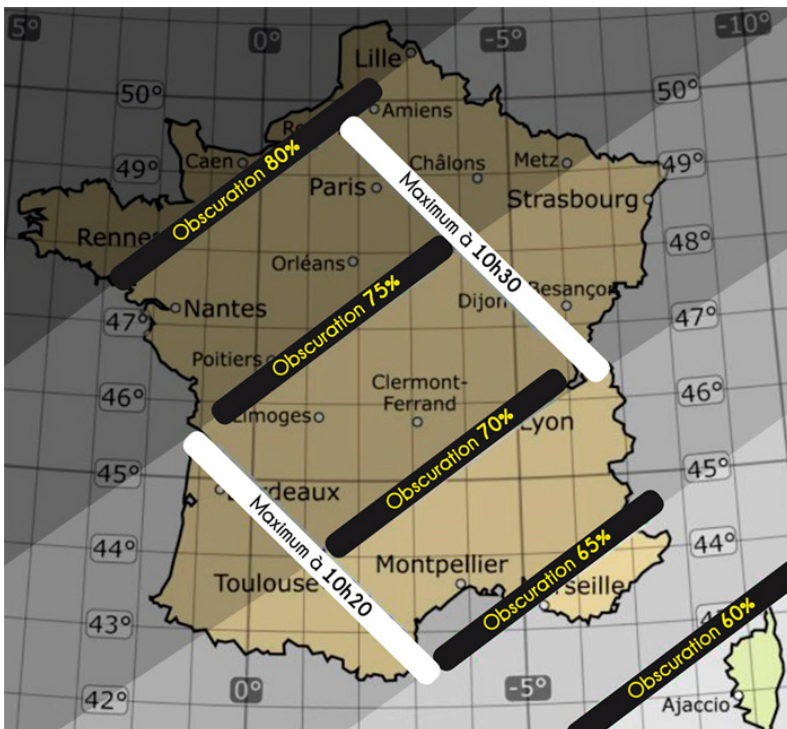 5°
0°
-5°
-10°
Lille
50°
50°
Amiens
Caen
49°
Châlons
Metz
49°
Paris
Strasbourg
Obscuration 80%
Maximum à 10h30
Rennes
48°
Orléans
Nantes
Obscuration 75%
Dijon
Besançon
47°
47°
Poitiers
Clermont-
Ferrand
46°
46°
Limoges
Lyon
Obscuration 70%
45°
45°
Bordeaux
Maximum à 10h20
44°
44°
Montpellier
Toulouse
Marseille
Obscuration 65%
43°
Obscuration 60%
0°
-5°
42°
Ajaccio